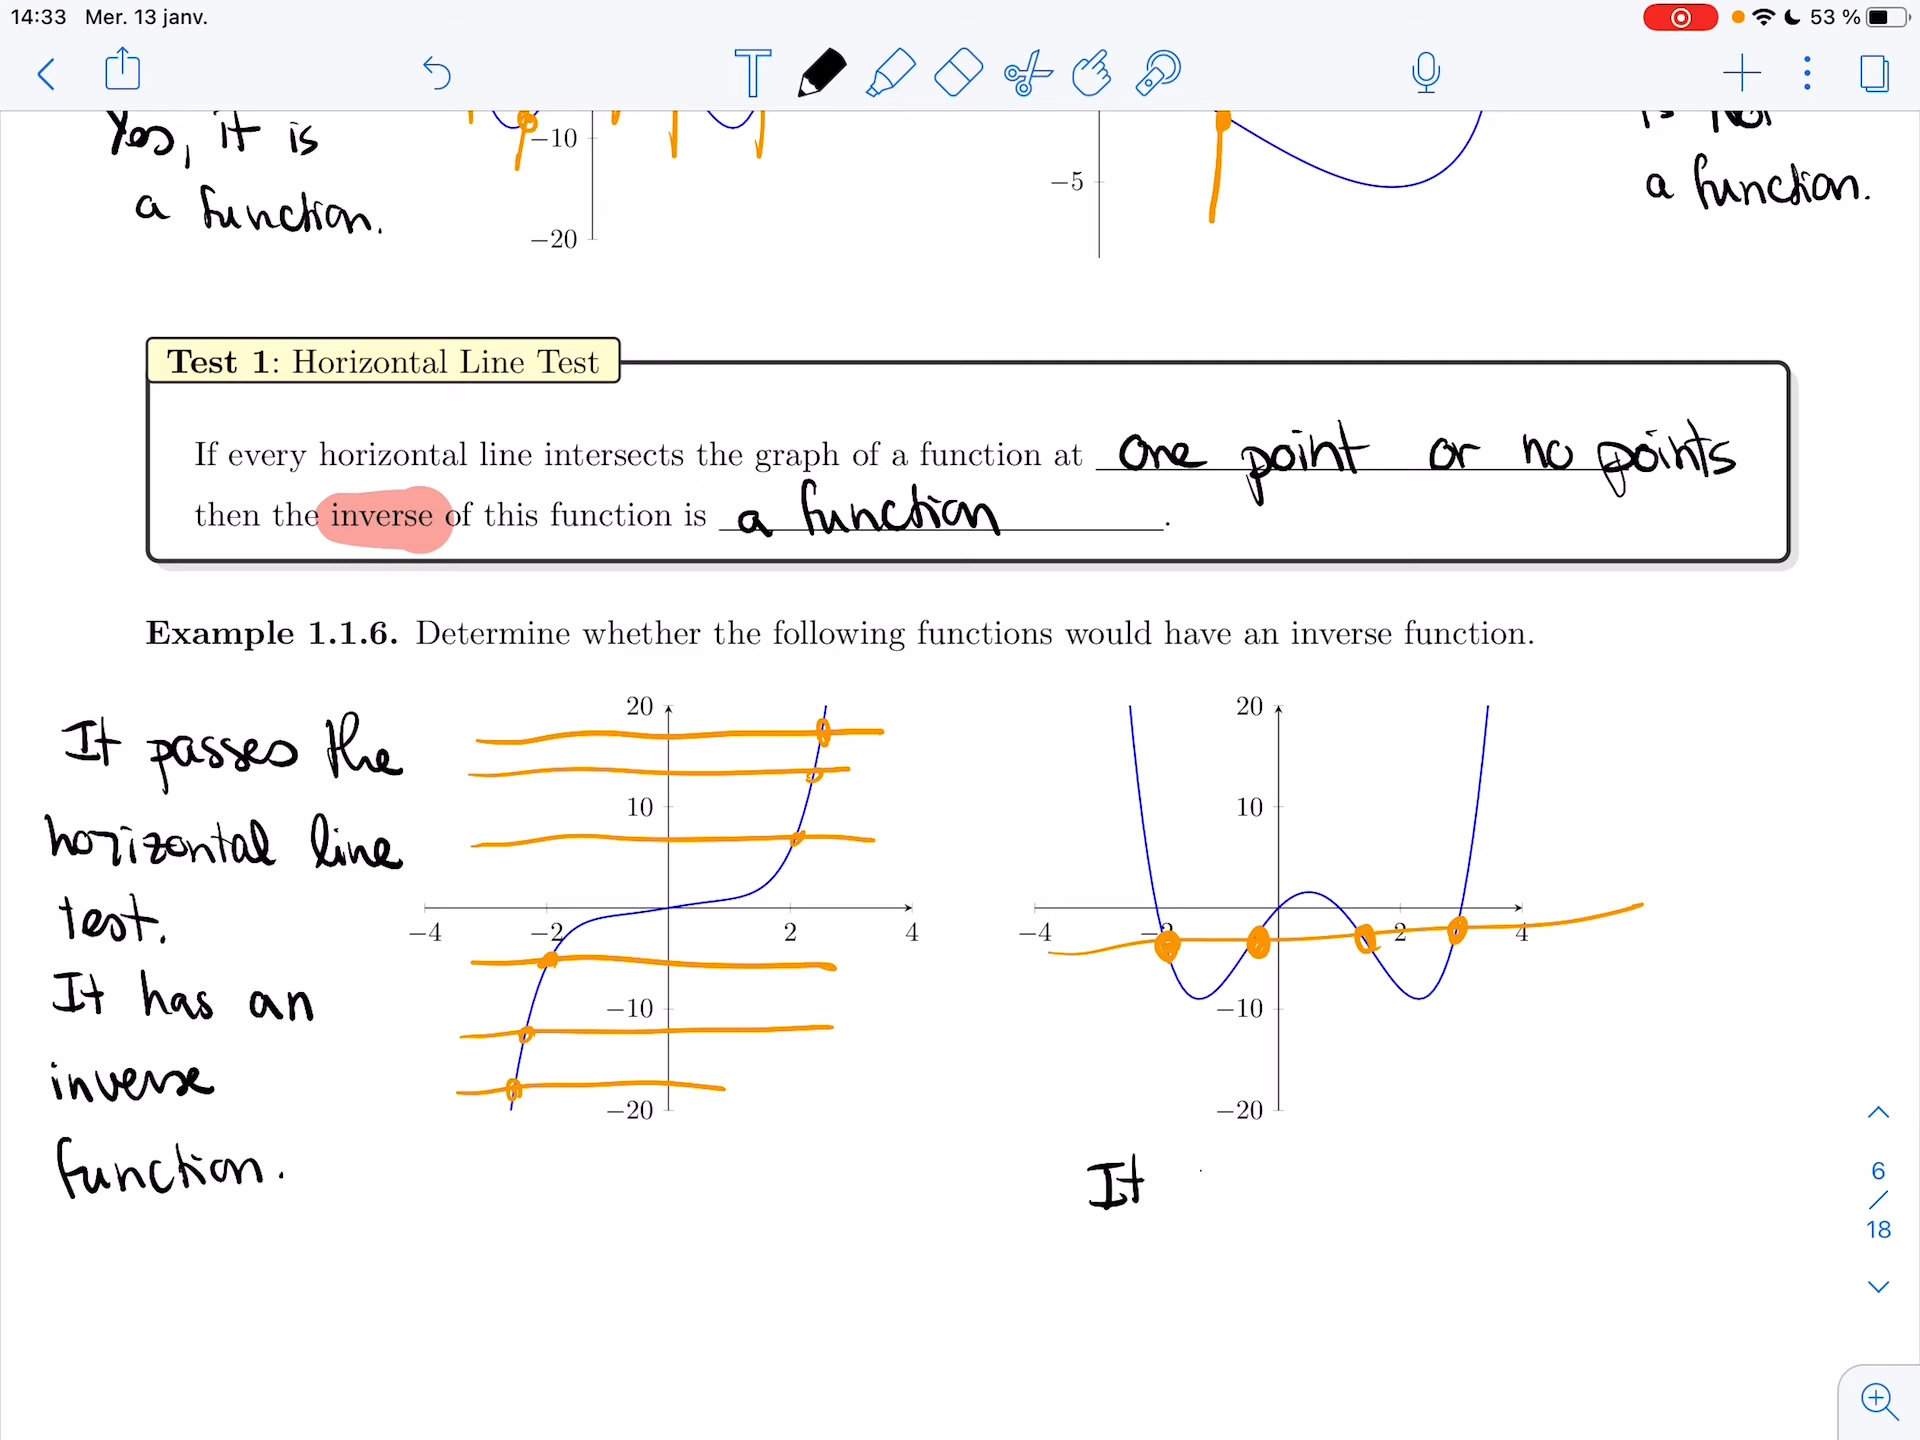 14:33 Mer. 13 janv.
53 %
T
Yes, it is
a function.
−10
−20
−5
is not
a function.
Test 1: Horizontal Line Test
If every horizontal line intersects the graph of a function at one point or no points
then the inverse of this function is a function.
Example 1.1.6. Determine whether the following functions would have an inverse function.
It passes the
horizontal line
test.
It has an
inverse
function.
20
10
−4 −2 2 4
−10
−20
20
10
−4 −2 2 4
−10
−20
It
6
/
18